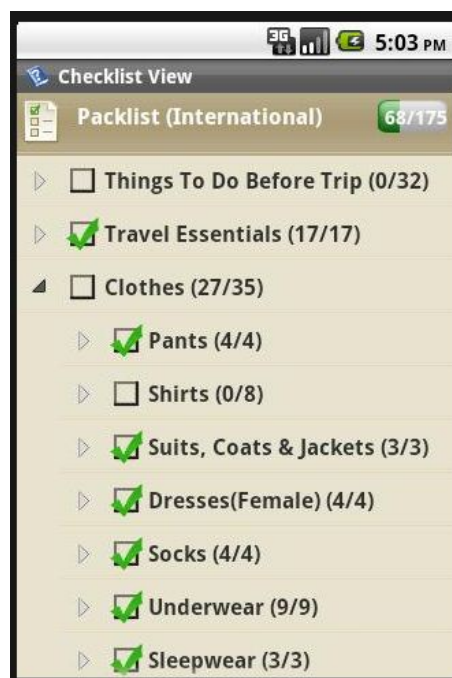 3G 5:03 PM
Checklist View
Packlist (International) 68/175
Things To Do Before Trip (0/32)
Travel Essentials (17/17)
Clothes (27/35)
Pants (4/4)
Shirts (0/8)
Suits, Coats & Jackets (3/3)
Dresses(Female) (4/4)
Socks (4/4)
Underwear (9/9)
Sleepwear (3/3)